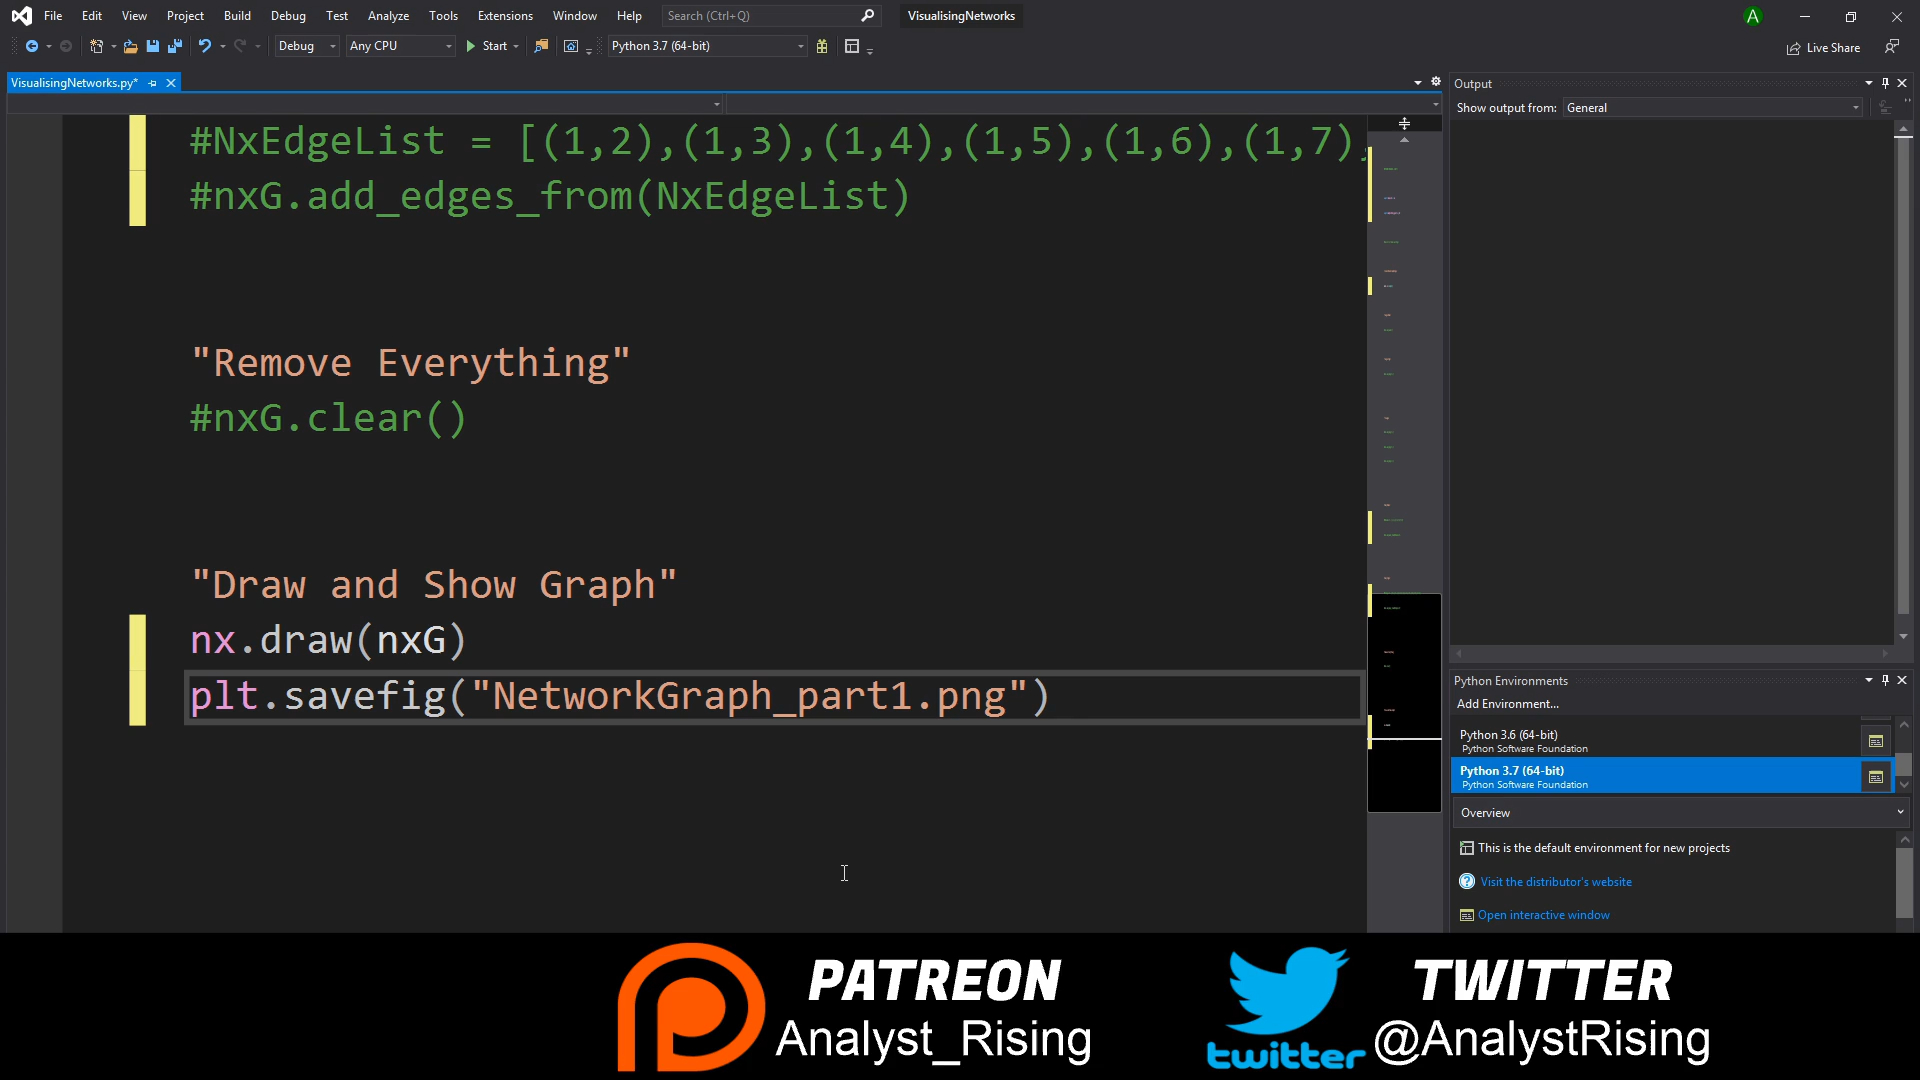 File Edit View Project Build Debug Test Analyze Tools Extensions Window Help Search (Ctrl+Q) VisualisingNetworks A
Debug Any CPU Start Python 3.7 (64-bit) Live Share
VisualisingNetworks.py*
#NxEdgeList = [(1,2),(1,3),(1,4),(1,5),(1,6),(1,7),
#nxG.add_edges_from(NxEdgeList)
"Remove Everything"
#nxG.clear()
"Draw and Show Graph"
nx.draw(nxG)
plt.savefig("NetworkGraph_part1.png")
Output
Show output from: General
Python Environments
Add Environment...
Python 3.6 (64-bit)
Python Software Foundation
Python 3.7 (64-bit)
Python Software Foundation
Overview
This is the default environment for new projects
Visit the distributor's website
Open interactive window
PATREON
Analyst_Rising
twitter
TWITTER
@AnalystRising